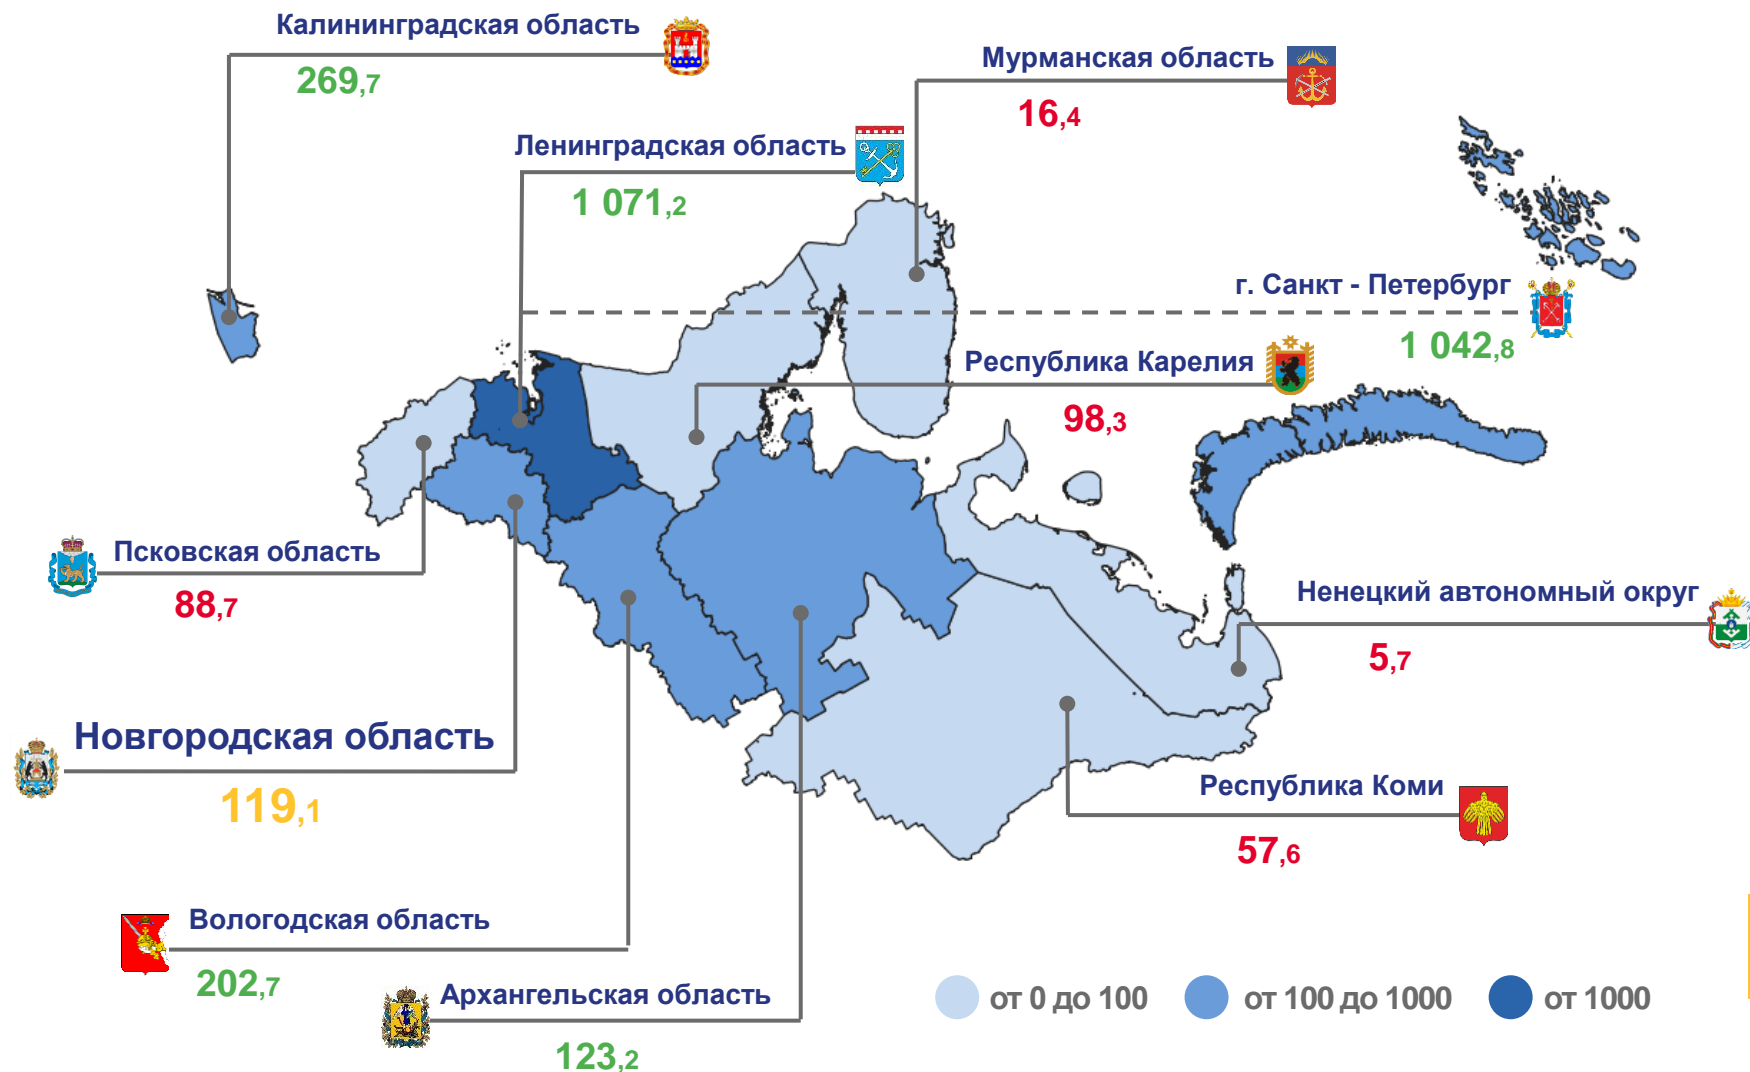 Калининградская область
269,7
Мурманская область
16,4
Ленинградская область
1 071,2
г. Санкт - Петербург
1 042,8
Республика Карелия
98,3
Псковская область
88,7
Ненецкий автономный округ
5,7
Новгородская область
119,1
Республика Коми
57,6
Вологодская область
202,7
Архангельская область
123,2
от 0 до 100
от 100 до 1000
от 1000